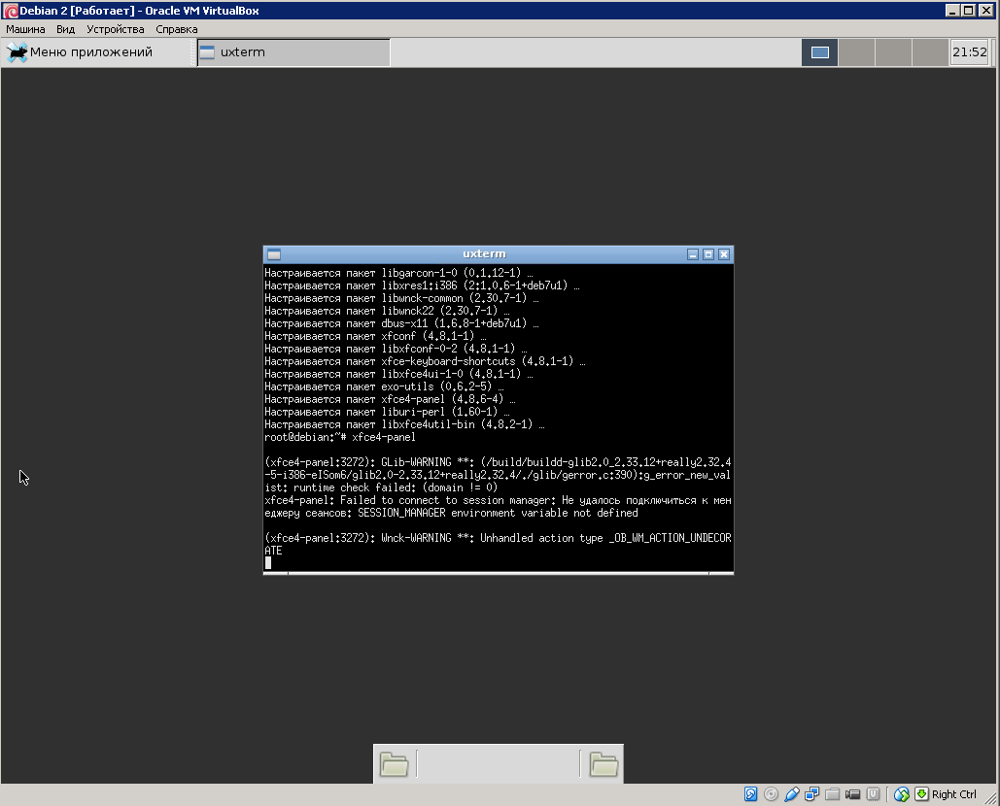 Debian 2 [Работает] - Oracle VM VirtualBox
Машина Вид Устройства Справка
Меню приложений uxterm 21:52
uxterm
Настраивается пакет libgarcon-1-0 (0.1.12-1) …
Настраивается пакет libxres1:i386 (2:1.0.6-1+deb7u1) …
Настраивается пакет libwnck-common (2.30.7-1) …
Настраивается пакет libwnck22 (2.30.7-1) …
Настраивается пакет dbus-x11 (1.6.8-1+deb7u1) …
Настраивается пакет xfconf (4.8.1-1) …
Настраивается пакет libxfconf-0-2 (4.8.1-1) …
Настраивается пакет xfce-keyboard-shortcuts (4.8.1-1) …
Настраивается пакет libxfce4ui-1-0 (4.8.1-1) …
Настраивается пакет exo-utils (0.6.2-5) …
Настраивается пакет xfce4-panel (4.8.6-4) …
Настраивается пакет liburi-perl (1.60-1) …
Настраивается пакет libxfce4util-bin (4.8.2-1) …
root@debian:~# xfce4-panel
(xfce4-panel:3272): GLib-WARNING **: (/build/buildd-glib2.0_2.33.12+really2.32.4
-5-i386-eISom6/glib2.0-2.33.12+really2.32.4/./glib/gerror.c:390):g_error_new_val
ist: runtime check failed: (domain != 0)
xfce4-panel: Failed to connect to session manager: Не удалось подключиться к мен
еджеру сеансов: SESSION_MANAGER environment variable not defined
(xfce4-panel:3272): Wnck-WARNING **: Unhandled action type _OB_WM_ACTION_UNDECOR
ATE
Right Ctrl